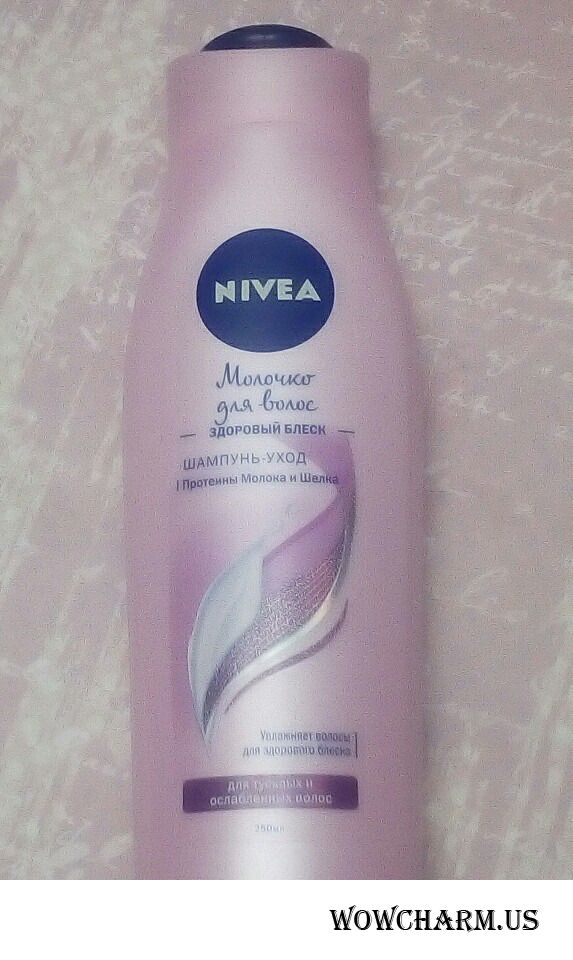 NIVEA
Молочко
для волос
ЗДОРОВЫЙ БЛЕСК
ШАМПУНЬ-УХОД
Протеины Молока и Шелка
Увлажняет волосы
для здорового блеска
для тусклых и
ослабленных волос
250мл
WOWCHARM.US